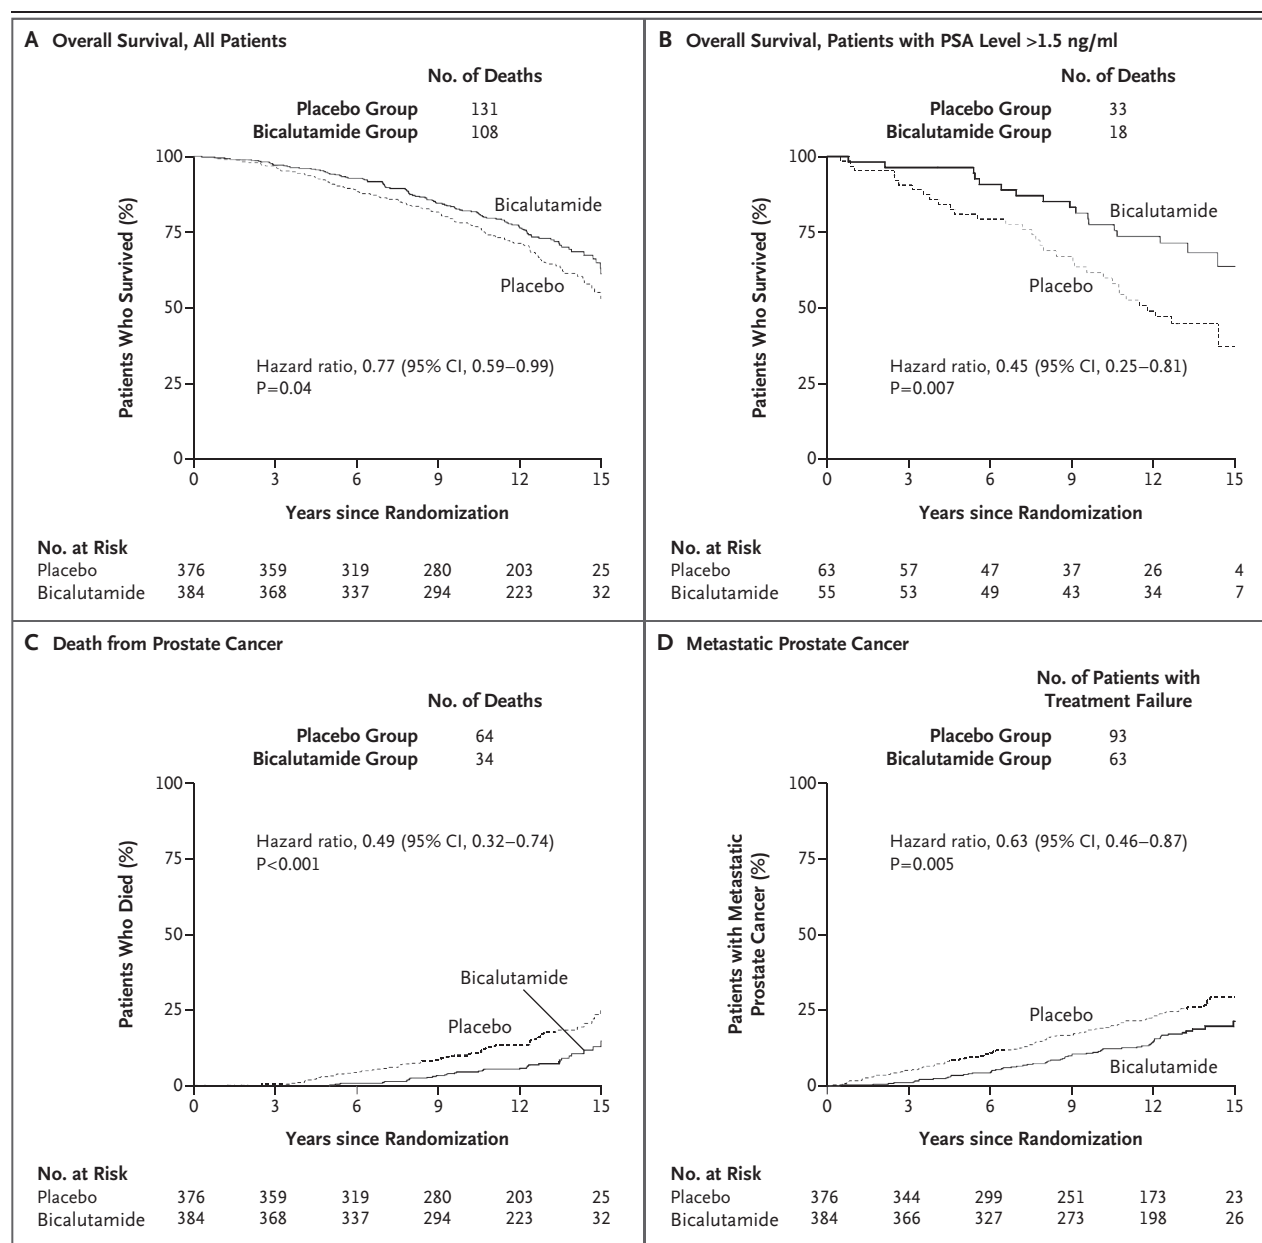 A Overall Survival, All Patients
No. of Deaths
Placebo Group 131
Bicalutamide Group 108
100
75
50
25
0
Patients Who Survived (%)
Bicalutamide
Placebo
Hazard ratio, 0.77 (95% CI, 0.59–0.99)
P=0.04
0 3 6 9 12 15
Years since Randomization
No. at Risk
Placebo 376 359 319 280 203 25
Bicalutamide 384 368 337 294 223 32
B Overall Survival, Patients with PSA Level >1.5 ng/ml
No. of Deaths
Placebo Group 33
Bicalutamide Group 18
100
75
50
25
0
Patients Who Survived (%)
Bicalutamide
Placebo
Hazard ratio, 0.45 (95% CI, 0.25–0.81)
P=0.007
0 3 6 9 12 15
Years since Randomization
No. at Risk
Placebo 63 57 47 37 26 4
Bicalutamide 55 53 49 43 34 7
C Death from Prostate Cancer
No. of Deaths
Placebo Group 64
Bicalutamide Group 34
100
75
50
25
0
Patients Who Died (%)
Hazard ratio, 0.49 (95% CI, 0.32–0.74)
P<0.001
Bicalutamide
Placebo
0 3 6 9 12 15
Years since Randomization
No. at Risk
Placebo 376 359 319 280 203 25
Bicalutamide 384 368 337 294 223 32
D Metastatic Prostate Cancer
No. of Patients with
Treatment Failure
Placebo Group 93
Bicalutamide Group 63
100
75
50
25
0
Patients with Metastatic
Prostate Cancer (%)
Hazard ratio, 0.63 (95% CI, 0.46–0.87)
P=0.005
Placebo
Bicalutamide
0 3 6 9 12 15
Years since Randomization
No. at Risk
Placebo 376 344 299 251 173 23
Bicalutamide 384 366 327 273 198 26